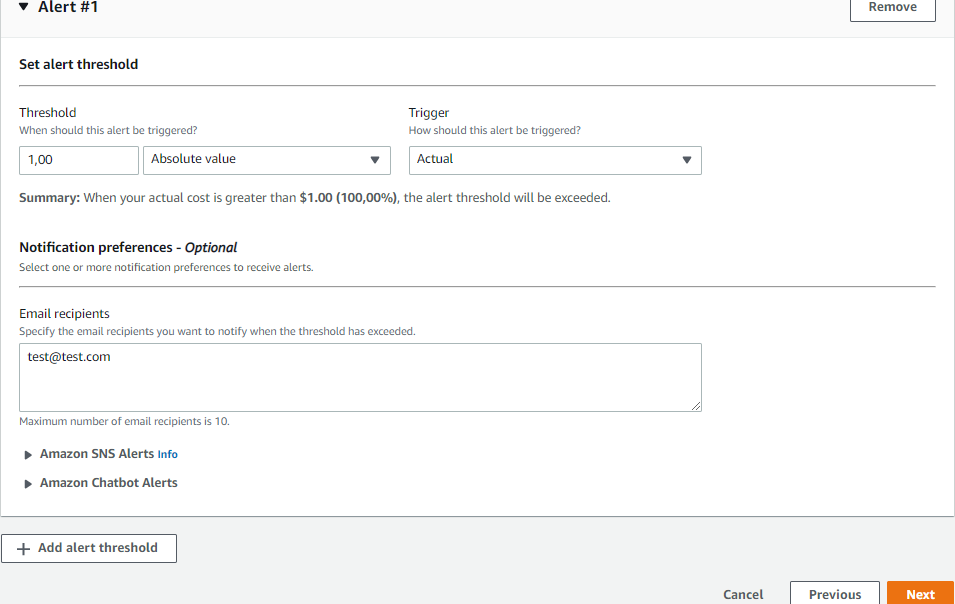 Alert #1
Remove
Set alert threshold
Threshold
Trigger
When should this alert be triggered?
How should this alert be triggered?
1,00
Absolute value
Actual
Summary: When your actual cost is greater than $1.00 (100,00%), the alert threshold will be exceeded.
Notification preferences - Optional
Select one or more notification preferences to receive alerts.
Email recipients
Specify the email recipients you want to notify when the threshold has exceeded.
test@test.com
Maximum number of email recipients is 10.
Amazon SNS Alerts Info
Amazon Chatbot Alerts
Add alert threshold
Cancel
Previous
Next